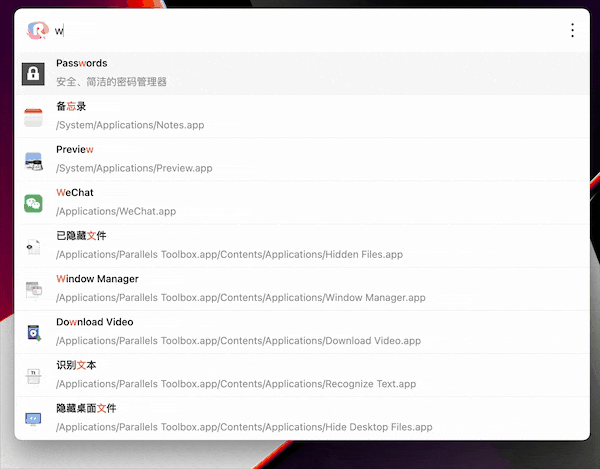 w
Passwords
安全、简洁的密码管理器
备忘录
/System/Applications/Notes.app
Preview
/System/Applications/Preview.app
WeChat
/Applications/WeChat.app
已隐藏文件
/Applications/Parallels Toolbox.app/Contents/Applications/Hidden Files.app
Window Manager
/Applications/Parallels Toolbox.app/Contents/Applications/Window Manager.app
Download Video
/Applications/Parallels Toolbox.app/Contents/Applications/Download Video.app
识别文本
/Applications/Parallels Toolbox.app/Contents/Applications/Recognize Text.app
隐藏桌面文件
/Applications/Parallels Toolbox.app/Contents/Applications/Hide Desktop Files.app